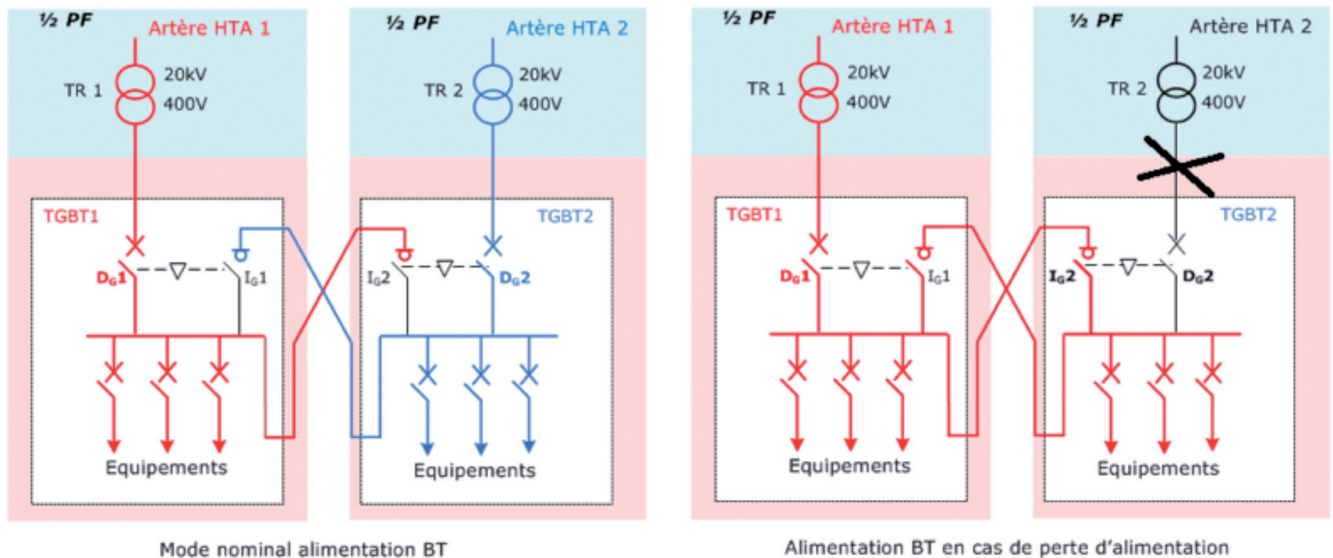 ½ PF
Artère HTA 1
TR 1
20kV
400V
TGBT1
DG1
IG1
Equipements
½ PF
Artère HTA 2
TR 2
20kV
400V
TGBT2
IG2
DG2
Equipements
Mode nominal alimentation BT
½ PF
Artère HTA 1
TR 1
20kV
400V
TGBT1
DG1
IG1
Equipements
½ PF
Artère HTA 2
TR 2
20kV
400V
TGBT2
IG2
DG2
Equipements
Alimentation BT en cas de perte d'alimentation